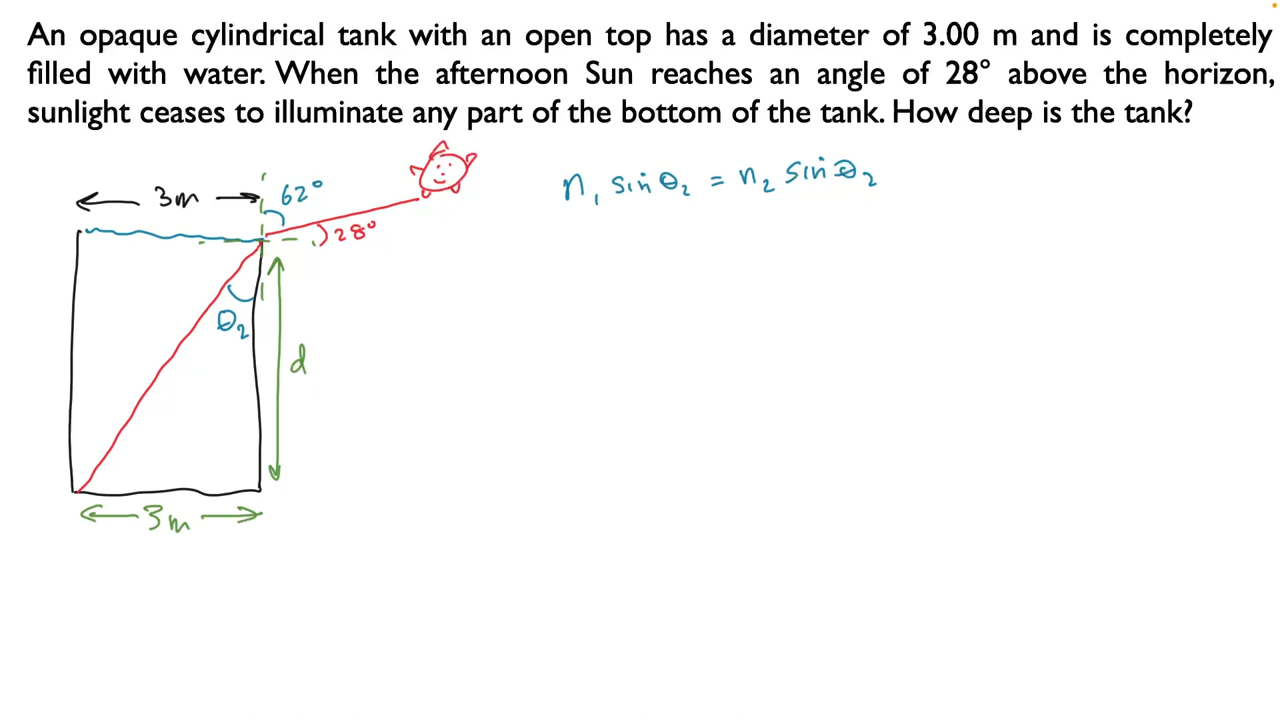 An opaque cylindrical tank with an open top has a diameter of 3.00 m and is completely
filled with water. When the afternoon Sun reaches an angle of 28° above the horizon,
sunlight ceases to illuminate any part of the bottom of the tank. How deep is the tank?
3m
62°
n₁ sin θ₂ = n₂ sin θ₂
28°
θ₂
d
3m